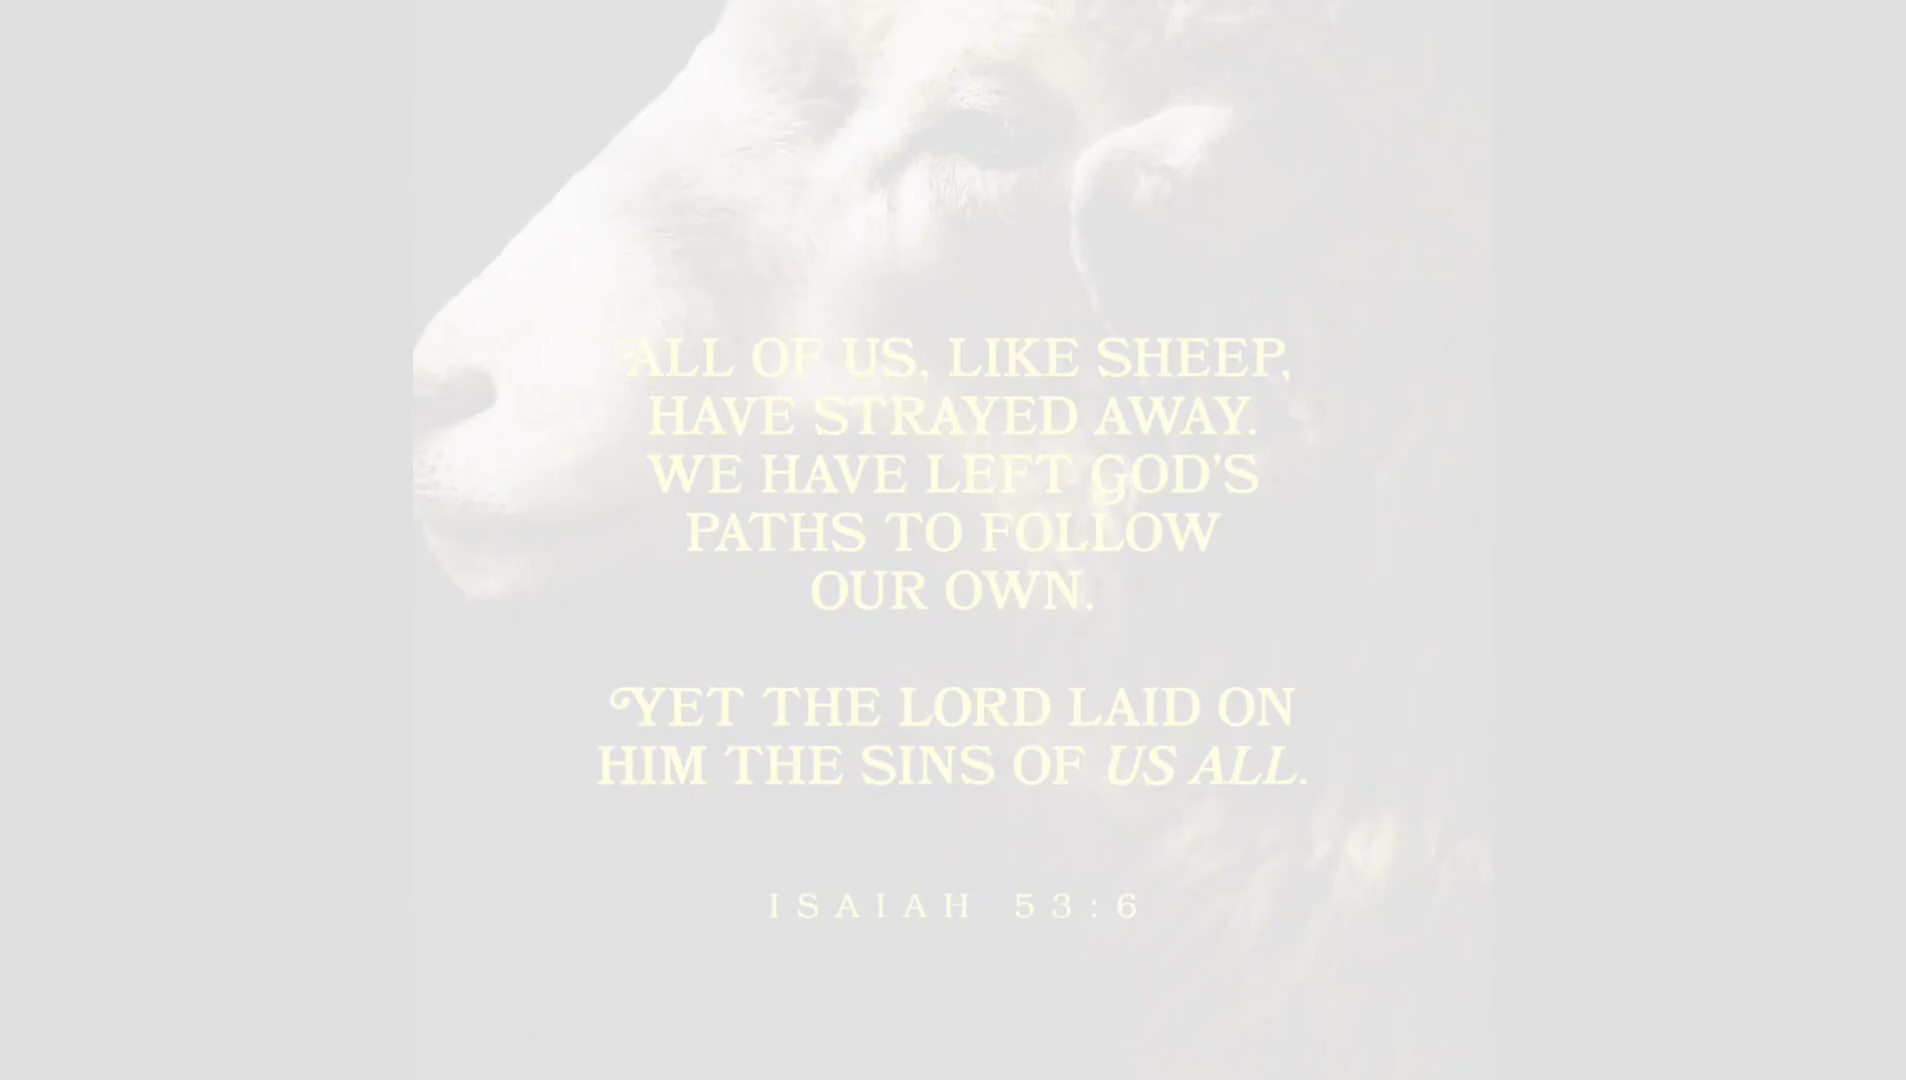 ALL OF US, LIKE SHEEP,
HAVE STRAYED AWAY.
WE HAVE LEFT GOD’S
PATHS TO FOLLOW
OUR OWN.
YET THE LORD LAID ON
HIM THE SINS OF US ALL.
ISAIAH 53:6